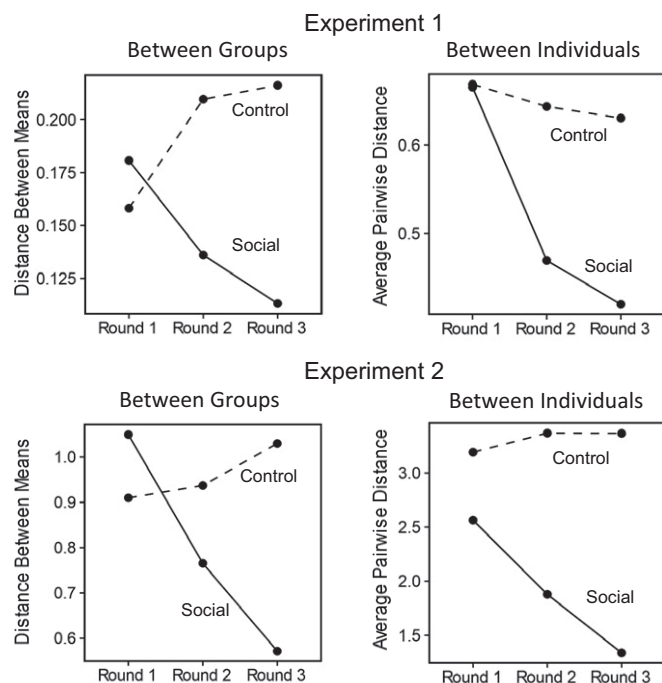 Experiment 1
Between Groups
Distance Between Means
0.200
0.175
0.150
0.125
Control
Social
Round 1 Round 2 Round 3
Between Individuals
Average Pairwise Distance
0.6
0.5
Control
Social
Round 1 Round 2 Round 3
Experiment 2
Between Groups
Distance Between Means
1.0
0.9
0.8
0.7
0.6
Control
Social
Round 1 Round 2 Round 3
Between Individuals
Average Pairwise Distance
3.0
2.5
2.0
1.5
Control
Social
Round 1 Round 2 Round 3